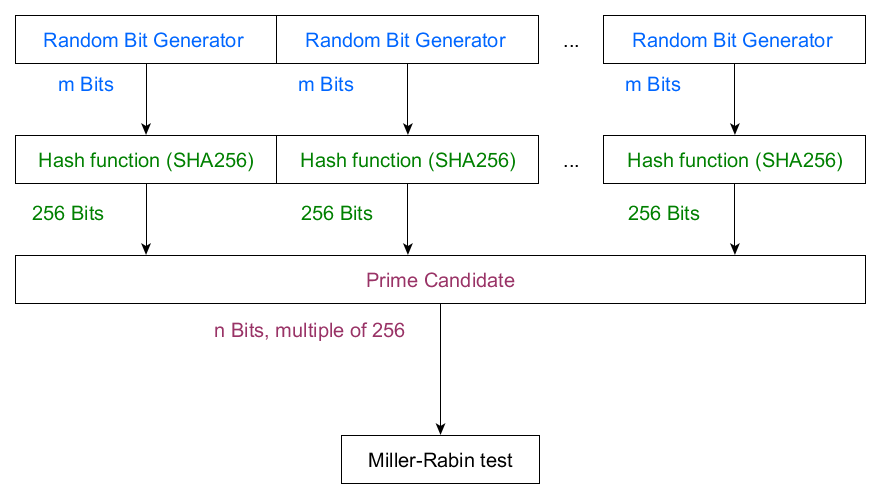 Random Bit Generator Random Bit Generator ... Random Bit Generator
m Bits m Bits m Bits
Hash function (SHA256) Hash function (SHA256) ... Hash function (SHA256)
256 Bits 256 Bits 256 Bits
Prime Candidate
n Bits, multiple of 256
Miller-Rabin test